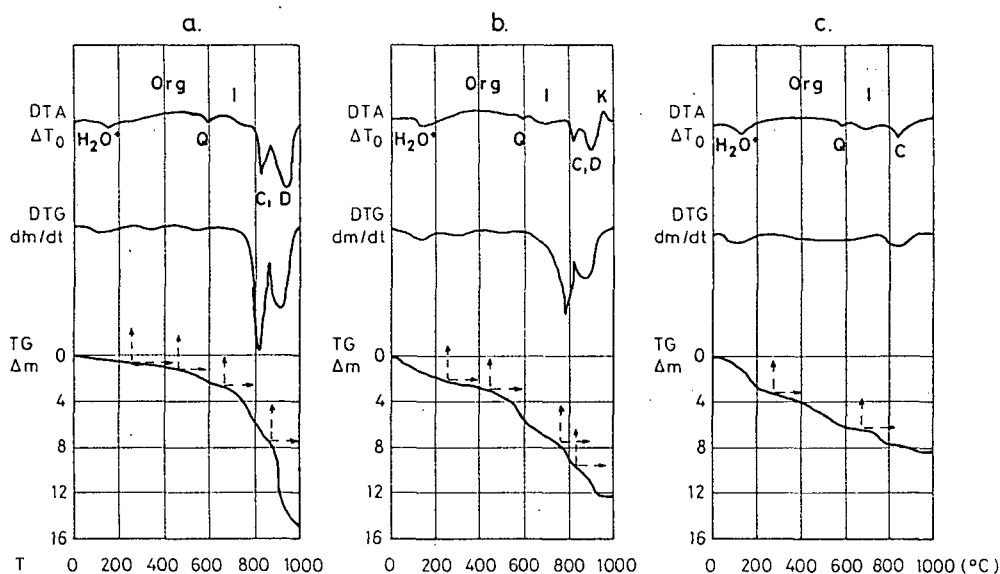 a. b. c.
Org Org Org
I I K I
DTA DTA DTA
ΔT₀ ΔT₀ ΔT₀
H₂O⁺ Q H₂O⁺ Q H₂O⁺ Q C
C, D C, D
DTG DTG DTG
dm/dt dm/dt dm/dt
TG TG TG
Δm Δm Δm
0 0 0
4 4 4
8 8 8
12 12 12
16 16 16
T 0 200 400 600 800 1000 0 200 400 600 800 1000 0 200 400 600 800 1000 (°C)